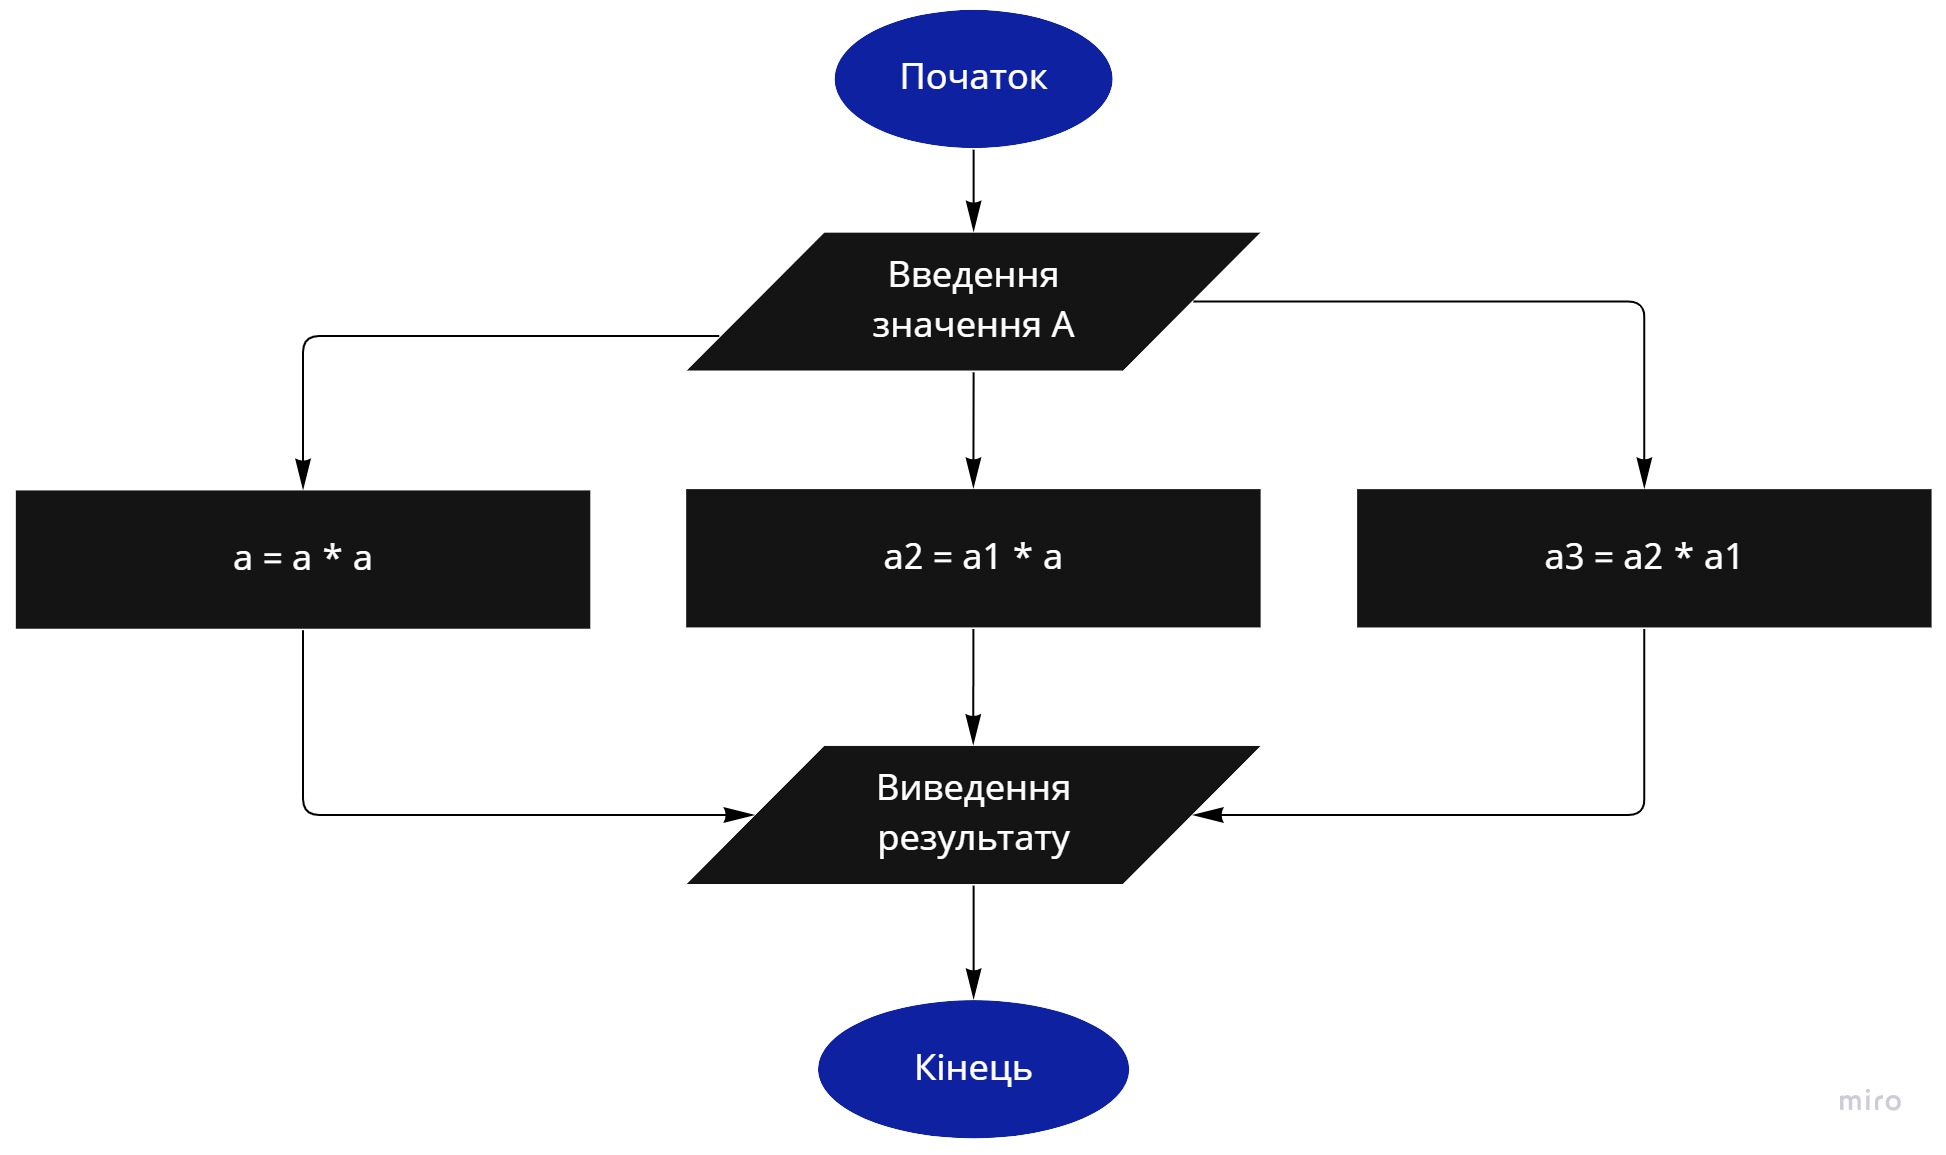 Початок
Введення
значення А
a = a * a
a2 = a1 * a
a3 = a2 * a1
Виведення
результату
Кінець
miro